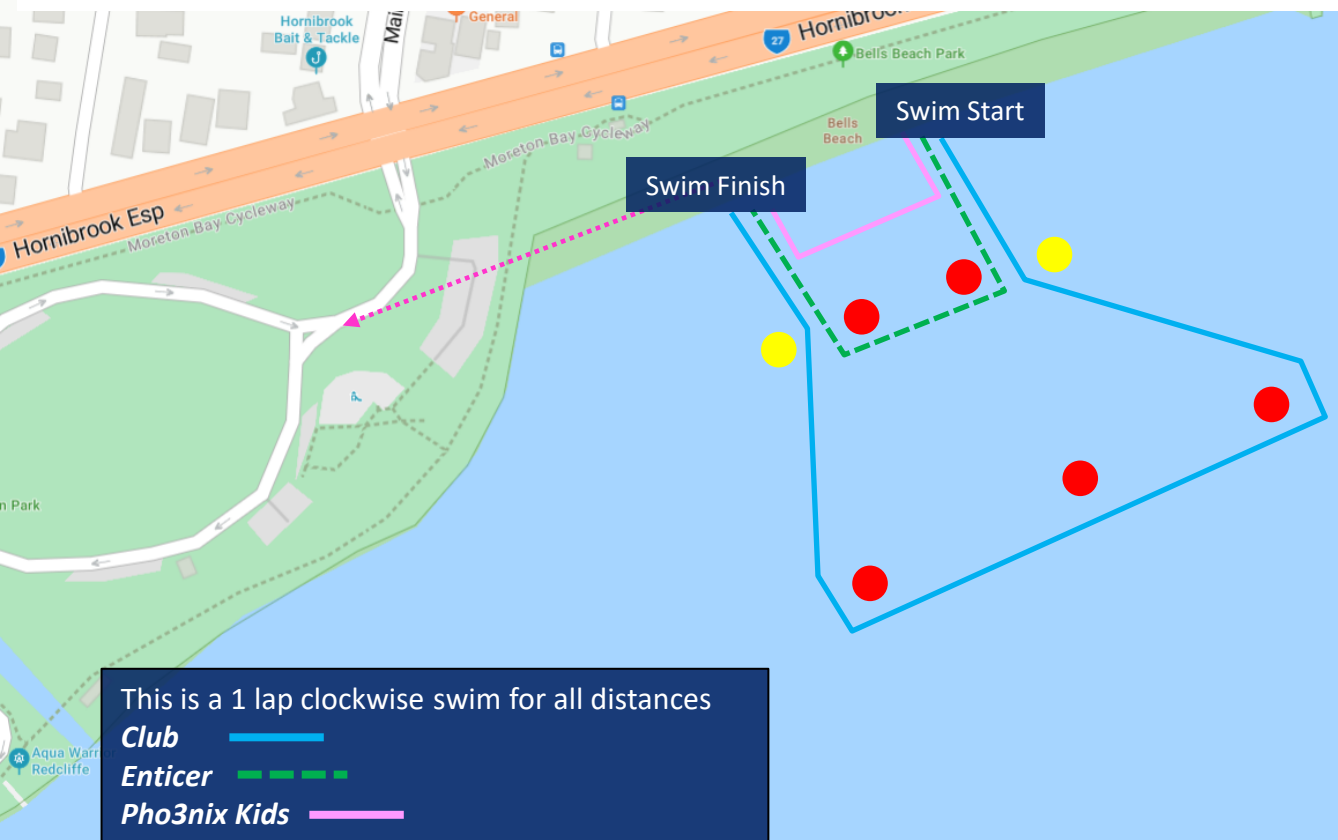 Hornibrook
Bait & Tackle
General
27
Bells Beach Park
Swim Start
Bells
Beach
Moreton Bay Cycleway
Swim Finish
Hornibrook Esp
Moreton Bay Cycleway
n Park
This is a 1 lap clockwise swim for all distances
Club
Enticer
Pho3nix Kids
Aqua Warr
Redcliffe